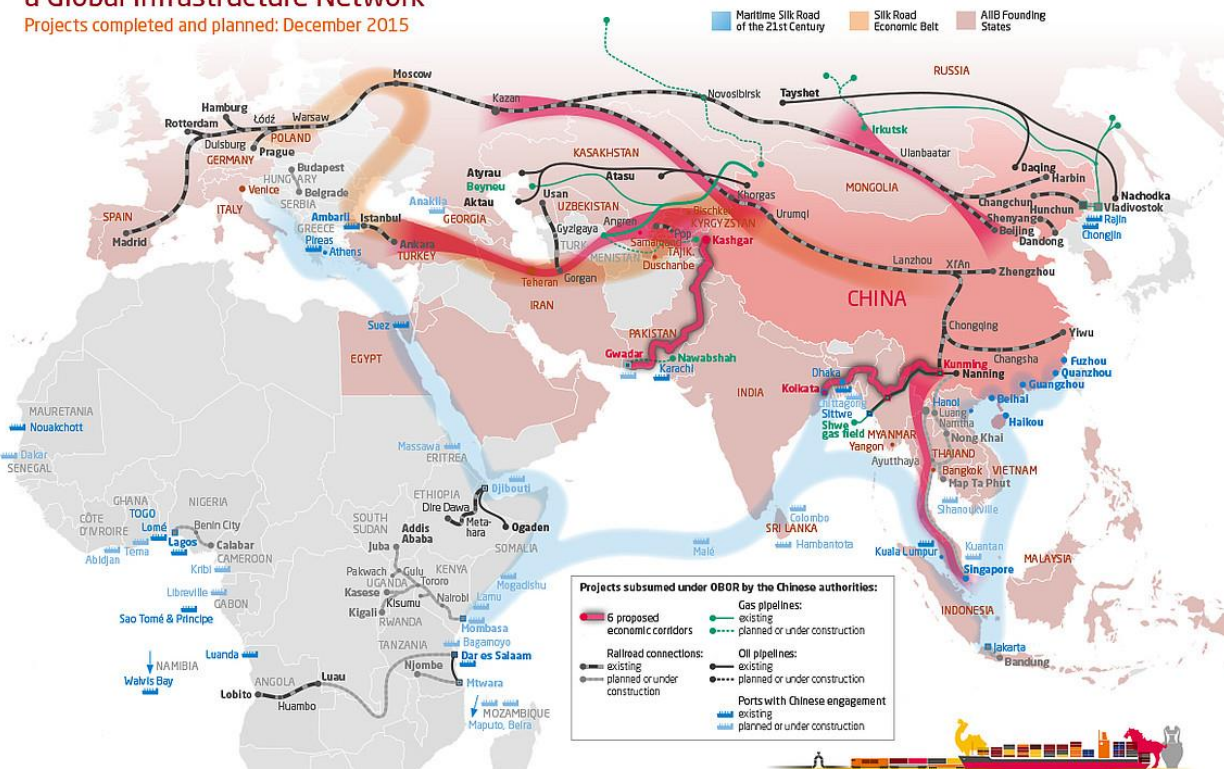 a Global Infrastructure Network
Projects completed and planned: December 2015
Maritime Silk Road
of the 21st Century
Silk Road
Economic Belt
AIIB Founding
States
Moscow
RUSSIA
Kazan
Novosibirsk
Tayshet
Hamburg
Rotterdam
Łódź
Warsaw
Duisburg
POLAND
Prague
GERMANY
Irkutsk
Ulanbaatar
KASAKHSTAN
Atyrau
Beyneu
Aktau
Atasu
Khorgas
Daqing
Harbin
Budapest
HUNGARY
Belgrade
SERBIA
Venice
ITALY
SPAIN
Madrid
Usan
UZBEKISTAN
Angren
Bischkek
KYRGYZSTAN
Urumqi
MONGOLIA
Changchun
Hunchun
Shenyang
Beijing
Dandong
Nachodka
Vladivostok
Rajin
Chongjin
Anaklia
GEORGIA
Ambarli
Istanbul
GREECE
Pireas
Athens
Ankara
TURKEY
Gyzlgaya
TURK
MENISTAN
Pop
Samarqand
TAJIK.
Duschanbe
Kashgar
Lanzhou
Xi'An
Zhengzhou
Teheran
Gorgan
IRAN
CHINA
Suez
EGYPT
PAKISTAN
Gwadar
Nawabshah
Karachi
Chongqing
Yiwu
Changsha
Fuzhou
Quanzhou
Guangzhou
INDIA
Dhaka
Kolkata
Chittagong
Sittwe
Shwe
gas field
MYANMAR
Yangon
Kunming
Nanning
Hanoi
Beihai
Haikou
Luang
Namtha
Nong Khai
THAILAND
Ayutthaya
Bangkok
VIETNAM
Map Ta Phut
Sihanoukville
MAURETANIA
Nouakchott
Dakar
SENEGAL
Massawa
ERITREA
Djibouti
ETHIOPIA
Dire Dawa
Meta-
hara
Ogaden
Addis
Ababa
SOMALIA
SOUTH
SUDAN
Juba
GHANA
TOGO
NIGERIA
CÔTE
D'IVOIRE
Lomé
Benin City
Lagos
Calabar
Abidjan
Tema
CAMEROON
Kribi
Libreville
GABON
Sao Tomé & Principe
Pakwach
Gulu
KENYA
UGANDA
Tororo
Kasese
Kisumu
Nairobi
Kigali
RWANDA
Mogadishu
Lamu
Mombasa
Bagamoyo
TANZANIA
Dar es Salaam
Njombe
Mtwara
Luanda
NAMIBIA
Walvis Bay
ANGOLA
Lobito
Luau
Huambo
MOZAMBIQUE
Maputo, Beira
Colombo
SRI LANKA
Hambantota
Malé
Kuala Lumpur
Kuantan
MALAYSIA
Singapore
INDONESIA
Jakarta
Bandung
Projects subsumed under OBOR by the Chinese authorities:
6 proposed
economic corridors
Railroad connections:
existing
planned or under
construction
Gas pipelines:
existing
planned or under construction
Oil pipelines:
existing
planned or under construction
Ports with Chinese engagement
existing
planned or under construction